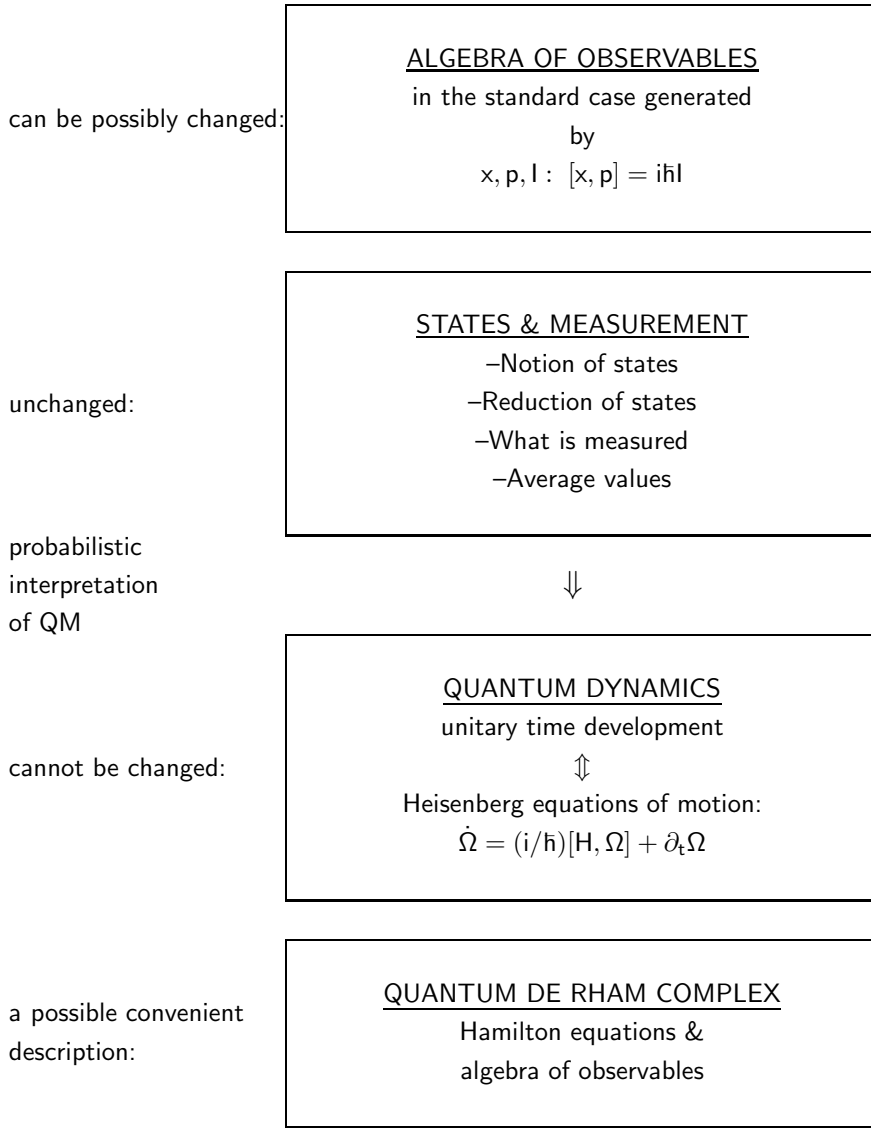 ALGEBRA OF OBSERVABLES
in the standard case generated
can be possibly changed:
by
x, p, I : [x, p] = iħI
STATES & MEASUREMENT
–Notion of states
unchanged:
–Reduction of states
–What is measured
–Average values
probabilistic
interpretation
of QM
⇓
QUANTUM DYNAMICS
unitary time development
cannot be changed:
⇕
Heisenberg equations of motion:
Ω̇ = (i/ħ)[H, Ω] + ∂ₜΩ
QUANTUM DE RHAM COMPLEX
a possible convenient
description:
Hamilton equations &
algebra of observables